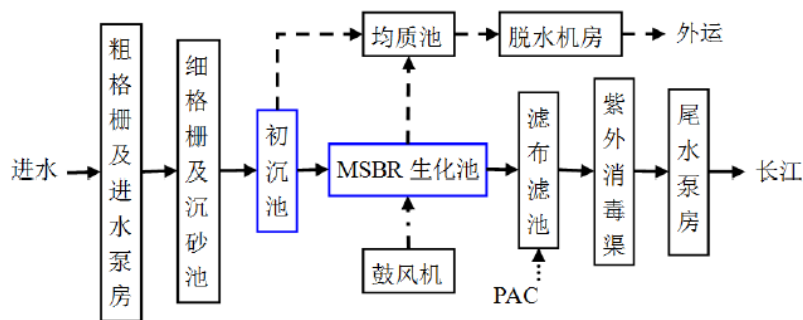 均质池
脱水机房
外运
进水
粗格栅及进水泵房
细格栅及沉砂池
初沉池
MSBR 生化池
滤布滤池
紫外消毒渠
尾水泵房
长江
鼓风机
PAC